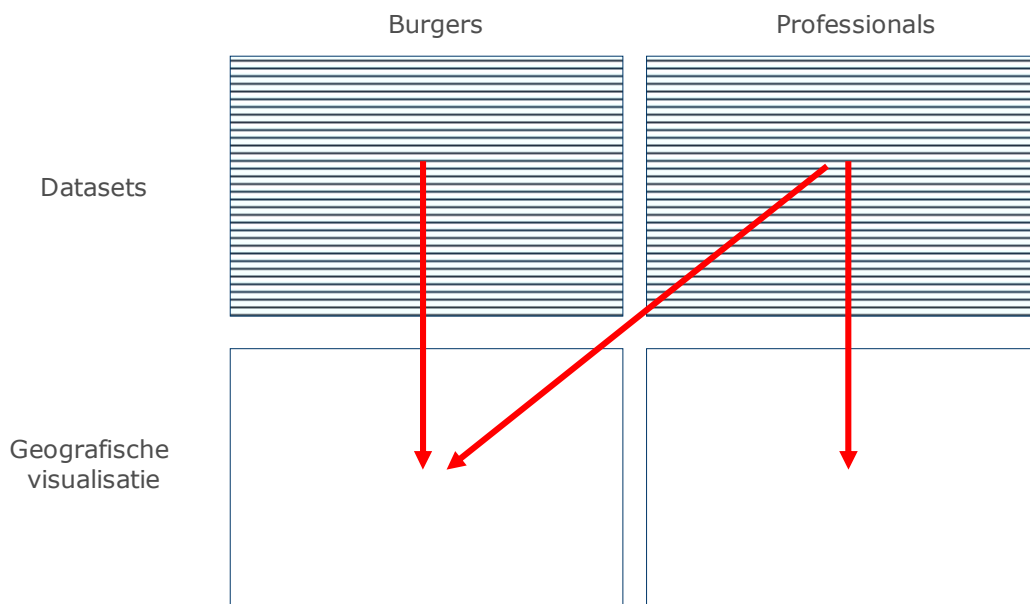 Burgers
Professionals
Datasets
Geografische
visualisatie